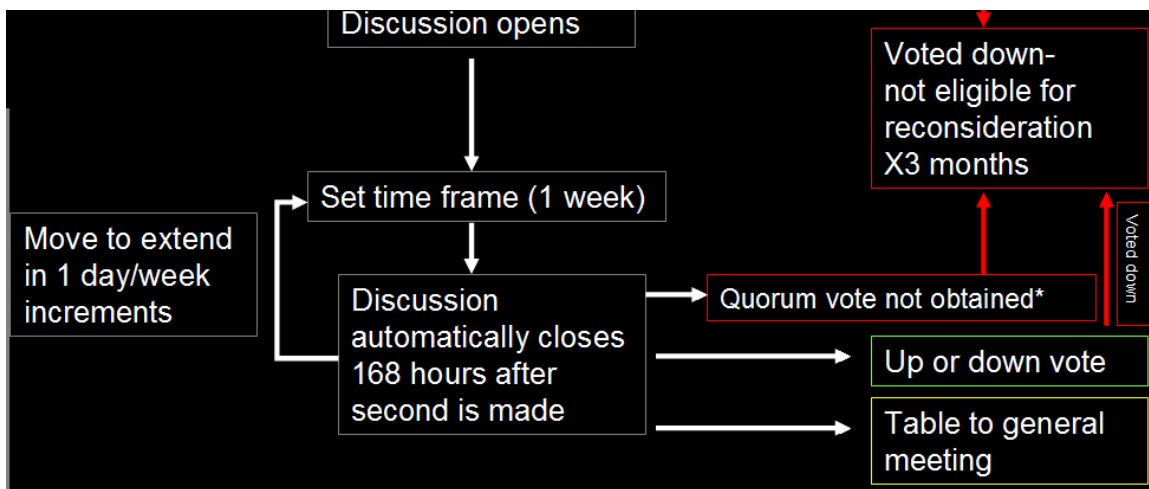 Discussion opens
Voted down-
not eligible for
reconsideration
X3 months
Set time frame (1 week)
Voted down
Move to extend
in 1 day/week
increments
Discussion
automatically closes
168 hours after
second is made
Quorum vote not obtained*
Up or down vote
Table to general
meeting